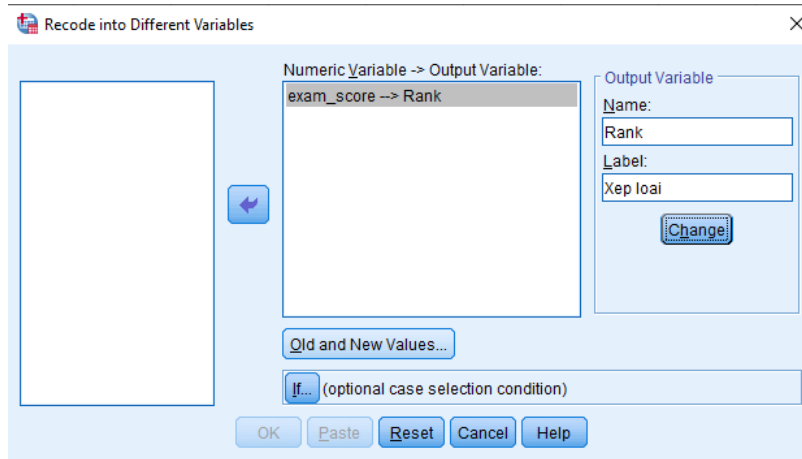 Recode into Different Variables
Numeric Variable -> Output Variable:
exam_score --> Rank
Output Variable
Name:
Rank
Label:
Xep loai
Change
Old and New Values...
If... (optional case selection condition)
OK Paste Reset Cancel Help